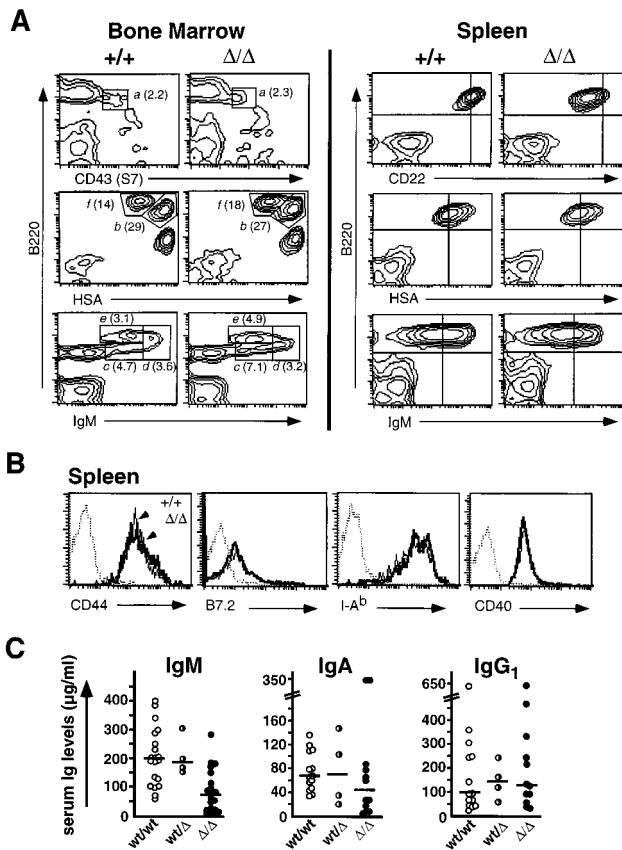 A
Bone Marrow
Spleen
+/+
Δ/Δ
+/+
Δ/Δ
a (2.2)
a (2.3)
CD43 (S7)
CD22
B220
B220
f (14)
b (29)
f (18)
b (27)
HSA
HSA
e (3.1)
c (4.7)
d (3.6)
e (4.9)
c (7.1)
d (3.2)
IgM
IgM
B
Spleen
+/+
Δ/Δ
CD44
B7.2
I-Ab
CD40
C
IgM
IgA
IgG1
serum Ig levels (µg/ml)
400
300
200
100
0
350
160
120
80
40
0
650
400
300
200
100
0
wt/wt
wt/Δ
Δ/Δ
wt/wt
wt/Δ
Δ/Δ
wt/wt
wt/Δ
Δ/Δ